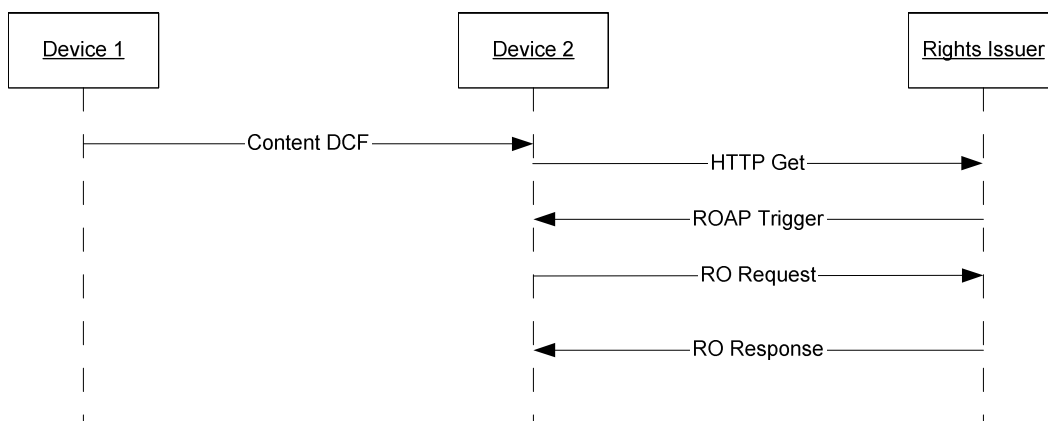 Device 1
Device 2
Rights Issuer
Content DCF
HTTP Get
ROAP Trigger
RO Request
RO Response